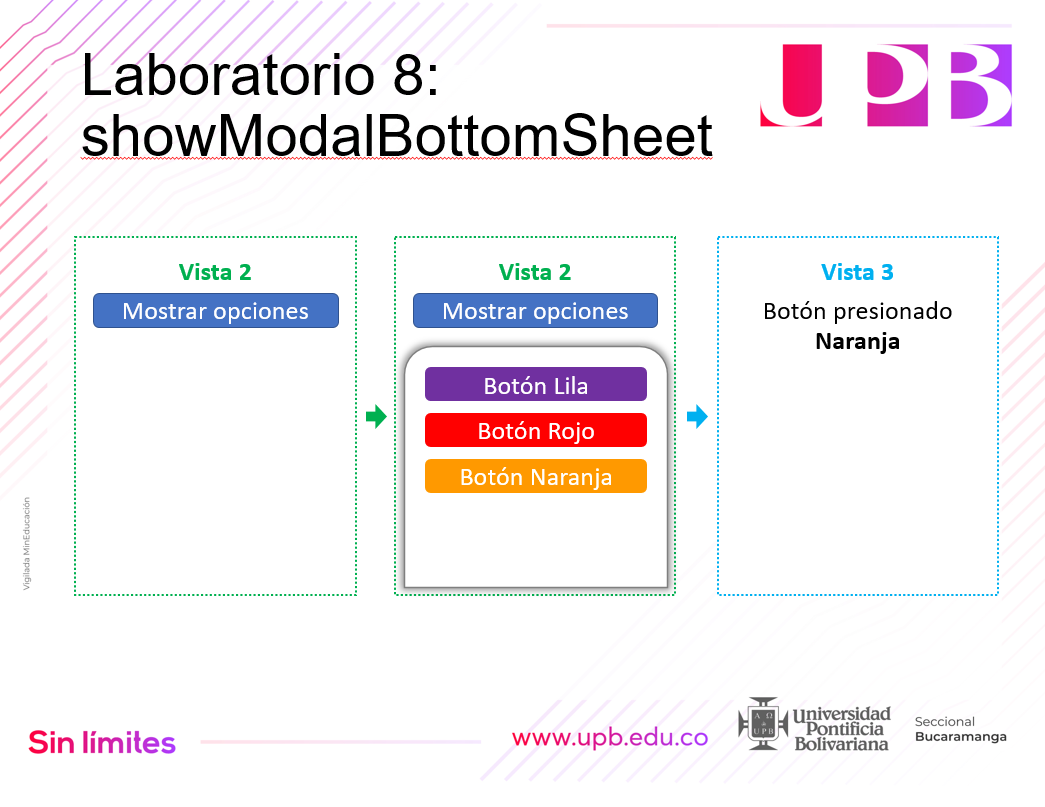 Laboratorio 8:
showModalBottomSheet
UPB
Vista 2
Mostrar opciones
Vista 2
Mostrar opciones
Botón Lila
Botón Rojo
Botón Naranja
Vista 3
Botón presionado
Naranja
Vigilada MinEducación
Sin límites
www.upb.edu.co
A Ω
U P B
Universidad
Pontificia
Bolivariana
Seccional
Bucaramanga